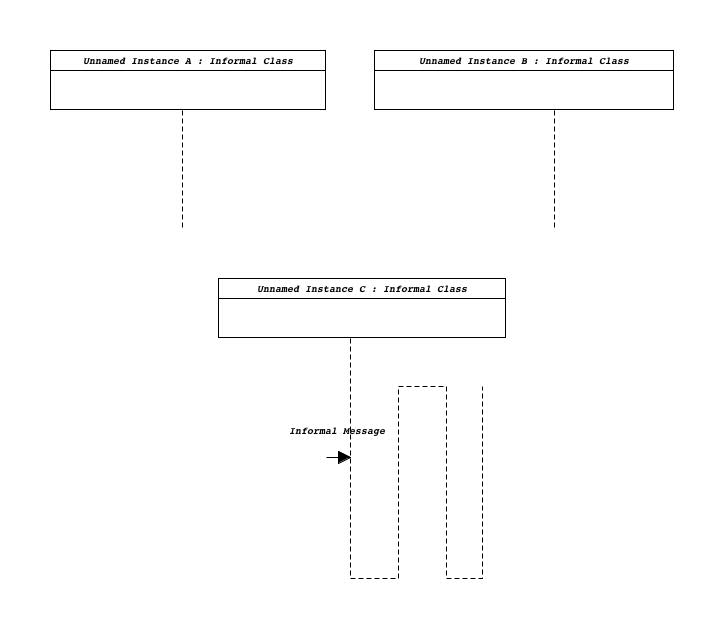 Unnamed Instance A : Informal Class
Unnamed Instance B : Informal Class
Unnamed Instance C : Informal Class
Informal Message